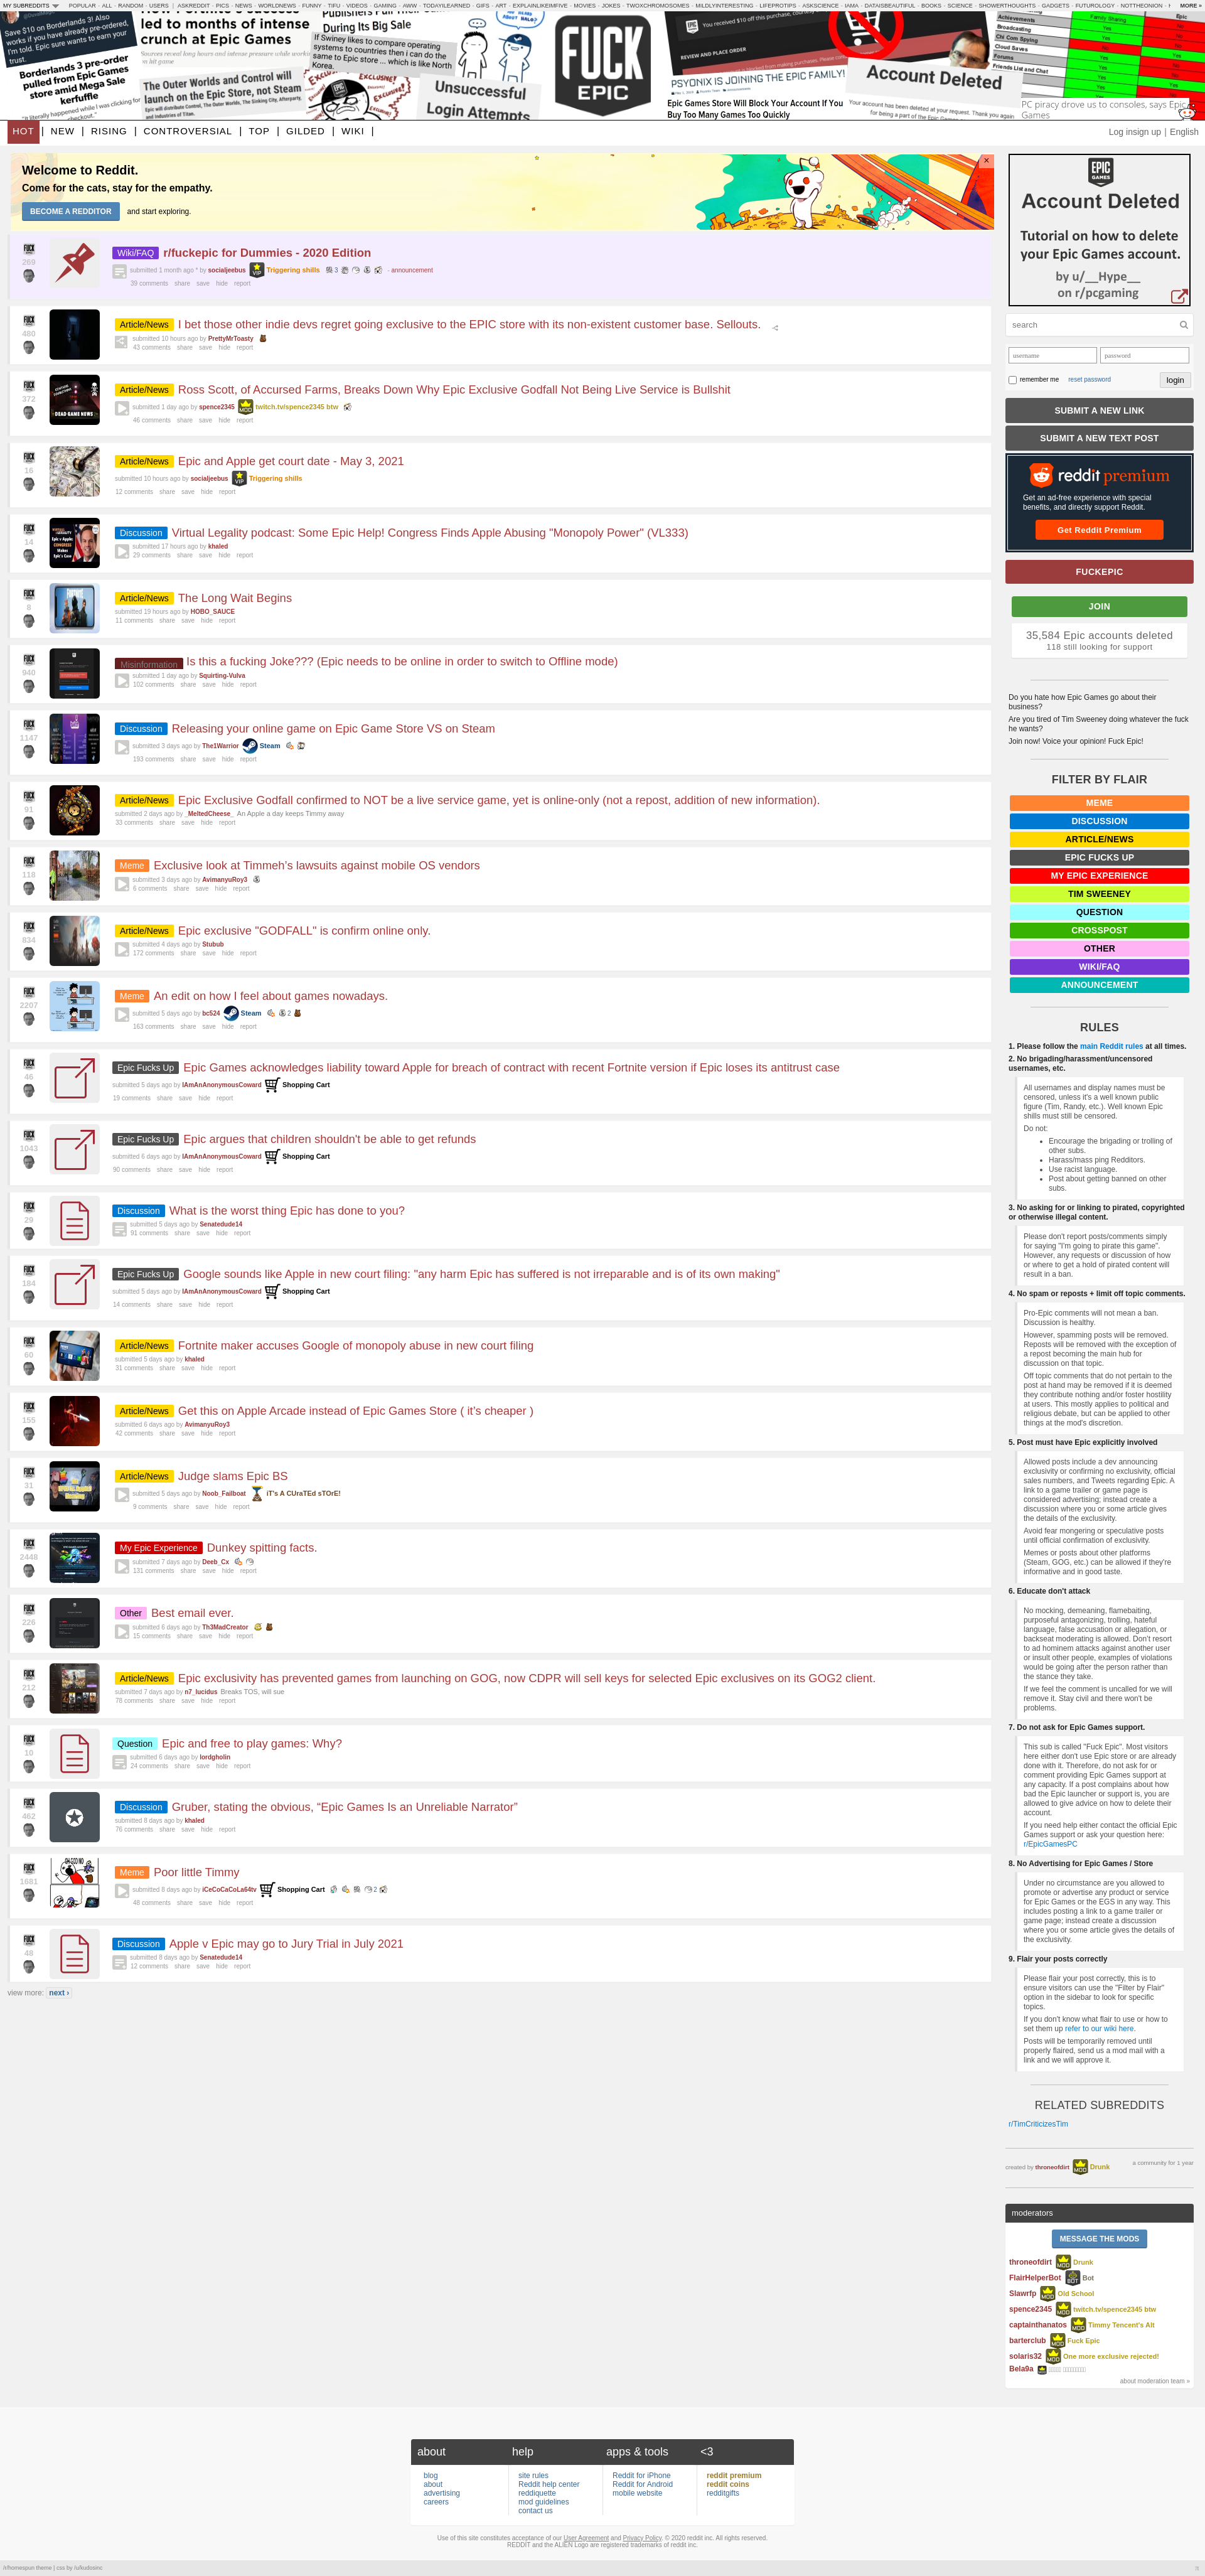 MY SUBREDDITS POPULAR - ALL - RANDOM - USERS | ASKREDDIT - PICS - NEWS - WORLDNEWS - FUNNY - TIFU - VIDEOS - GAMING - AWW - TODAYILEARNED - GIFS - ART - EXPLAINLIKEIMFIVE - MOVIES - JOKES - TWOXCHROMOSOMES - MILDLYINTERESTING - LIFEPROTIPS - ASKSCIENCE - IAMA - DATAISBEAUTIFUL - BOOKS - SCIENCE - SHOWERTHOUGHTS - GADGETS - FUTUROLOGY - NOTTHEONION MORE »
Borderlands 3 pre-order pulled from Epic Games amid Mega Sale kerfuffle
crunch at Epic Games
The Outer Worlds and Control will launch on the Epic Store, not Steam
During Its Big Sale
Unsuccessful Login Attempts
FUCK EPIC
REVIEW AND PLACE ORDER
PSYONIX IS JOINING THE EPIC FAMILY!
Epic Games Store Will Block Your Account If You Buy Too Many Games Too Quickly
Account Deleted
Your account has been deleted at your request. Thank you again for being a part of the Epic Games Account
PC piracy drove us to consoles, says Epic Games
HOT | NEW | RISING | CONTROVERSIAL | TOP | GILDED | WIKI |
Log insign up | English
Welcome to Reddit.
Come for the cats, stay for the empathy.
BECOME A REDDITOR and start exploring.
269
Wiki/FAQ r/fuckepic for Dummies - 2020 Edition
submitted 1 month ago * by socialjeebus VIP Triggering shills 3 - announcement
39 comments share save hide report
480
Article/News I bet those other indie devs regret going exclusive to the EPIC store with its non-existent customer base. Sellouts.
submitted 10 hours ago by PrettyMrToasty
43 comments share save hide report
372
DEAD GAME NEWS
Article/News Ross Scott, of Accursed Farms, Breaks Down Why Epic Exclusive Godfall Not Being Live Service is Bullshit
submitted 1 day ago by spence2345 MOD twitch.tv/spence2345 btw
46 comments share save hide report
16
Article/News Epic and Apple get court date - May 3, 2021
submitted 10 hours ago by socialjeebus VIP Triggering shills
12 comments share save hide report
14
Discussion Virtual Legality podcast: Some Epic Help! Congress Finds Apple Abusing "Monopoly Power" (VL333)
submitted 17 hours ago by khaled
29 comments share save hide report
8
Article/News The Long Wait Begins
submitted 19 hours ago by HOBO_SAUCE
11 comments share save hide report
940
Misinformation Is this a fucking Joke??? (Epic needs to be online in order to switch to Offline mode)
submitted 1 day ago by Squirting-Vulva
102 comments share save hide report
1147
Discussion Releasing your online game on Epic Game Store VS on Steam
submitted 3 days ago by The1Warrior Steam
193 comments share save hide report
91
Article/News Epic Exclusive Godfall confirmed to NOT be a live service game, yet is online-only (not a repost, addition of new information).
submitted 2 days ago by _MeltedCheese_ An Apple a day keeps Timmy away
33 comments share save hide report
118
Meme Exclusive look at Timmeh's lawsuits against mobile OS vendors
submitted 3 days ago by AvimanyuRoy3
6 comments share save hide report
834
Article/News Epic exclusive "GODFALL" is confirm online only.
submitted 4 days ago by Stubub
172 comments share save hide report
2207
Meme An edit on how I feel about games nowadays.
submitted 5 days ago by bc524 Steam 2
163 comments share save hide report
46
Epic Fucks Up Epic Games acknowledges liability toward Apple for breach of contract with recent Fortnite version if Epic loses its antitrust case
submitted 5 days ago by IAmAnAnonymousCoward Shopping Cart
19 comments share save hide report
1043
Epic Fucks Up Epic argues that children shouldn't be able to get refunds
submitted 6 days ago by IAmAnAnonymousCoward Shopping Cart
90 comments share save hide report
29
Discussion What is the worst thing Epic has done to you?
submitted 5 days ago by Senatedude14
91 comments share save hide report
184
Epic Fucks Up Google sounds like Apple in new court filing: "any harm Epic has suffered is not irreparable and is of its own making"
submitted 5 days ago by IAmAnAnonymousCoward Shopping Cart
14 comments share save hide report
60
Article/News Fortnite maker accuses Google of monopoly abuse in new court filing
submitted 5 days ago by khaled
31 comments share save hide report
155
Article/News Get this on Apple Arcade instead of Epic Games Store ( it's cheaper )
submitted 6 days ago by AvimanyuRoy3
42 comments share save hide report
31
Article/News Judge slams Epic BS
submitted 5 days ago by Noob_Failboat iT's A CUraTEd sTOrE!
9 comments share save hide report
2448
My Epic Experience Dunkey spitting facts.
submitted 7 days ago by Deeb_Cx
131 comments share save hide report
226
Other Best email ever.
submitted 6 days ago by Th3MadCreator
15 comments share save hide report
212
Article/News Epic exclusivity has prevented games from launching on GOG, now CDPR will sell keys for selected Epic exclusives on its GOG2 client.
submitted 7 days ago by n7_lucidus Breaks TOS, will sue
78 comments share save hide report
10
Question Epic and free to play games: Why?
submitted 6 days ago by lordgholin
24 comments share save hide report
462
Discussion Gruber, stating the obvious, “Epic Games Is an Unreliable Narrator”
submitted 8 days ago by khaled
76 comments share save hide report
1681
Meme Poor little Timmy
submitted 8 days ago by iCeCoCaCoLa64tv Shopping Cart 2
48 comments share save hide report
48
Discussion Apple v Epic may go to Jury Trial in July 2021
submitted 8 days ago by Senatedude14
12 comments share save hide report
view more: next ›
EPIC GAMES
Account Deleted
Tutorial on how to delete your Epic Games account.
by u/__Hype__
on r/pcgaming
search
username password
remember me reset password login
SUBMIT A NEW LINK
SUBMIT A NEW TEXT POST
reddit premium
Get an ad-free experience with special benefits, and directly support Reddit.
Get Reddit Premium
FUCKEPIC
JOIN
35,584 Epic accounts deleted
118 still looking for support
Do you hate how Epic Games go about their business?
Are you tired of Tim Sweeney doing whatever the fuck he wants?
Join now! Voice your opinion! Fuck Epic!
FILTER BY FLAIR
MEME
DISCUSSION
ARTICLE/NEWS
EPIC FUCKS UP
MY EPIC EXPERIENCE
TIM SWEENEY
QUESTION
CROSSPOST
OTHER
WIKI/FAQ
ANNOUNCEMENT
RULES
1. Please follow the main Reddit rules at all times.
2. No brigading/harassment/uncensored usernames, etc.
All usernames and display names must be censored, unless it's a well known public figure (Tim, Randy, etc.). Well known Epic shills must still be censored.
Do not:
Encourage the brigading or trolling of other subs.
Harass/mass ping Redditors.
Use racist language.
Post about getting banned on other subs.
3. No asking for or linking to pirated, copyrighted or otherwise illegal content.
Please don't report posts/comments simply for saying "I'm going to pirate this game". However, any requests or discussion of how or where to get a hold of pirated content will result in a ban.
4. No spam or reposts + limit off topic comments.
Pro-Epic comments will not mean a ban. Discussion is healthy.
However, spamming posts will be removed. Reposts will be removed with the exception of a repost becoming the main hub for discussion on that topic.
Off topic comments that do not pertain to the post at hand may be removed if it is deemed they contribute nothing and/or foster hostility at users. This mostly applies to political and religious debate, but can be applied to other things at the mod's discretion.
5. Post must have Epic explicitly involved
Allowed posts include a dev announcing exclusivity or confirming no exclusivity, official sales numbers, and Tweets regarding Epic. A link to a game trailer or game page is considered advertising; instead create a discussion where you or some article gives the details of the exclusivity.
Avoid fear mongering or speculative posts until official confirmation of exclusivity.
Memes or posts about other platforms (Steam, GOG, etc.) can be allowed if they're informative and in good taste.
6. Educate don't attack
No mocking, demeaning, flamebaiting, purposeful antagonizing, trolling, hateful language, false accusation or allegation, or backseat moderating is allowed. Don't resort to ad hominem attacks against another user or insult other people, examples of violations would be going after the person rather than the stance they take.
If we feel the comment is uncalled for we will remove it. Stay civil and there won't be problems.
7. Do not ask for Epic Games support.
This sub is called "Fuck Epic". Most visitors here either don't use Epic store or are already done with it. Therefore, do not ask for or comment providing Epic Games support at any capacity. If a post complains about how bad the Epic launcher or support is, you are allowed to give advice on how to delete their account.
If you need help either contact the official Epic Games support or ask your question here: r/EpicGamesPC
8. No Advertising for Epic Games / Store
Under no circumstance are you allowed to promote or advertise any product or service for Epic Games or the EGS in any way. This includes posting a link to a game trailer or game page; instead create a discussion where you or some article gives the details of the exclusivity.
9. Flair your posts correctly
Please flair your post correctly, this is to ensure visitors can use the "Filter by Flair" option in the sidebar to look for specific topics.
If you don't know what flair to use or how to set them up refer to our wiki here.
Posts will be temporarily removed until properly flaired, send us a mod mail with a link and we will approve it.
RELATED SUBREDDITS
r/TimCriticizesTim
created by throneofdirt MOD Drunk a community for 1 year
moderators
MESSAGE THE MODS
throneofdirt MOD Drunk
FlairHelperBot BOT Bot
Slawrfp MOD Old School
spence2345 MOD twitch.tv/spence2345 btw
captainthanatos MOD Timmy Tencent's Alt
barterclub MOD Fuck Epic
solaris32 MOD One more exclusive rejected!
Bela9a
about moderation team »
about
blog
about
advertising
careers
help
site rules
Reddit help center
reddiquette
mod guidelines
contact us
apps & tools
Reddit for iPhone
Reddit for Android
mobile website
<3
reddit premium
reddit coins
redditgifts
Use of this site constitutes acceptance of our User Agreement and Privacy Policy. © 2020 reddit inc. All rights reserved.
REDDIT and the ALIEN Logo are registered trademarks of reddit inc.